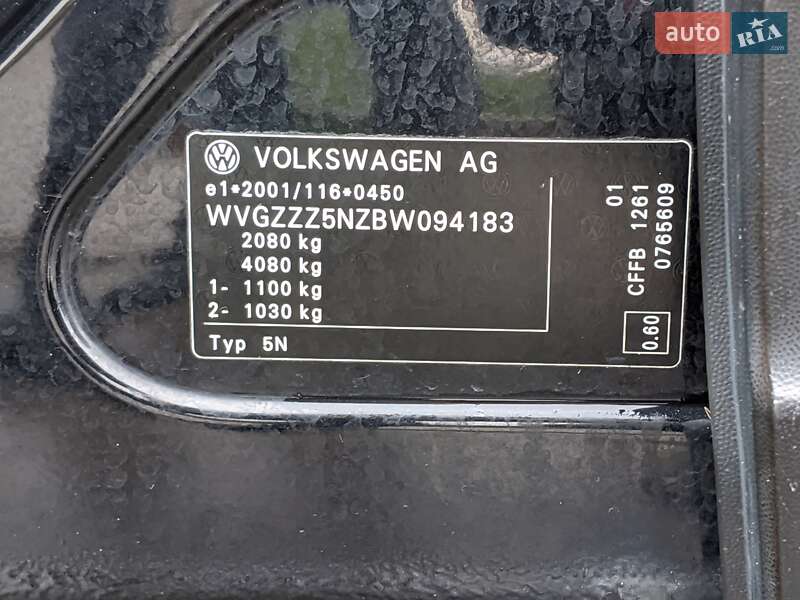 auto RIA
.com
VOLKSWAGEN AG
e1*2001/116*0450
WVGZZZ5NZBW094183
2080 kg
4080 kg
1- 1100 kg
2- 1030 kg
Typ 5N
01
CFFB 1261
0765609
0.60